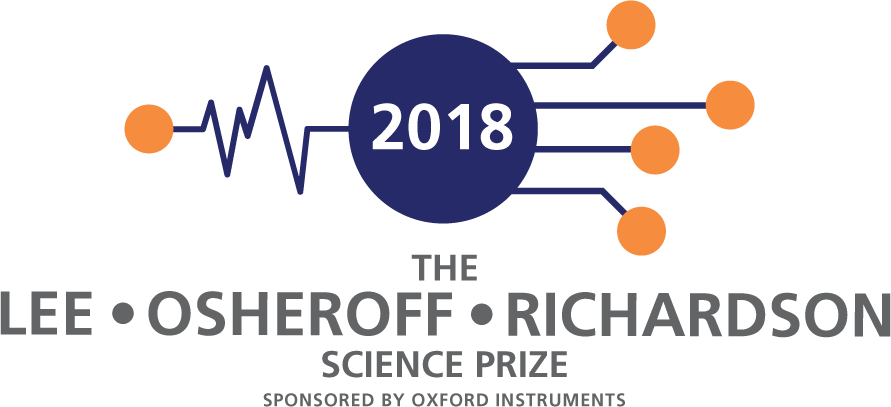 2018
THE
LEE • OSHEROFF • RICHARDSON
SCIENCE PRIZE
SPONSORED BY OXFORD INSTRUMENTS